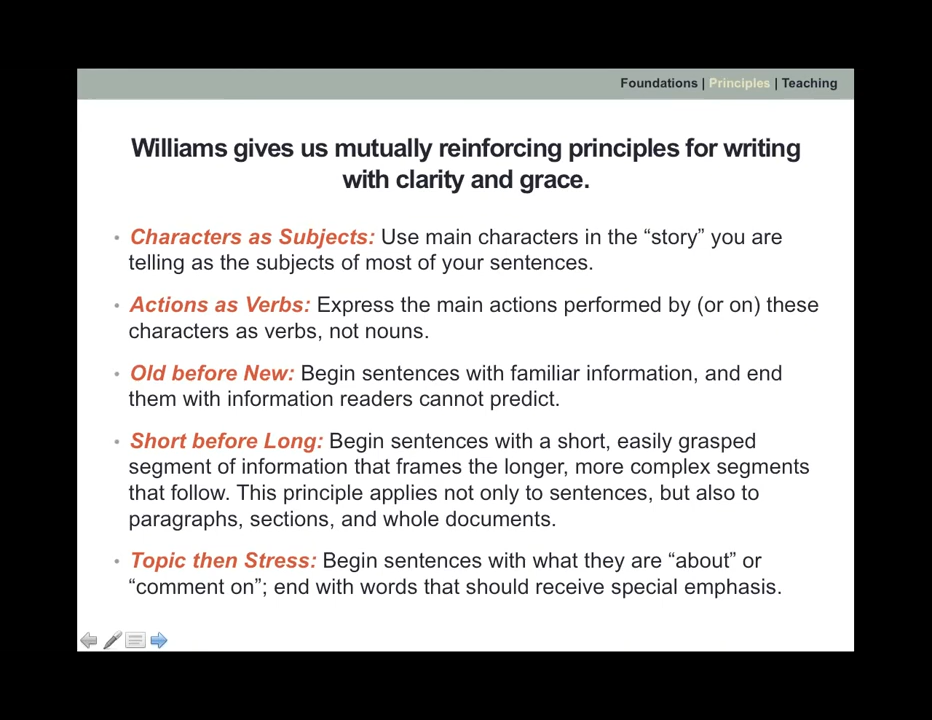 Foundations | Principles | Teaching
Williams gives us mutually reinforcing principles for writing
with clarity and grace.
• Characters as Subjects: Use main characters in the “story” you are
telling as the subjects of most of your sentences.
• Actions as Verbs: Express the main actions performed by (or on) these
characters as verbs, not nouns.
• Old before New: Begin sentences with familiar information, and end
them with information readers cannot predict.
• Short before Long: Begin sentences with a short, easily grasped
segment of information that frames the longer, more complex segments
that follow. This principle applies not only to sentences, but also to
paragraphs, sections, and whole documents.
• Topic then Stress: Begin sentences with what they are “about” or
“comment on”; end with words that should receive special emphasis.